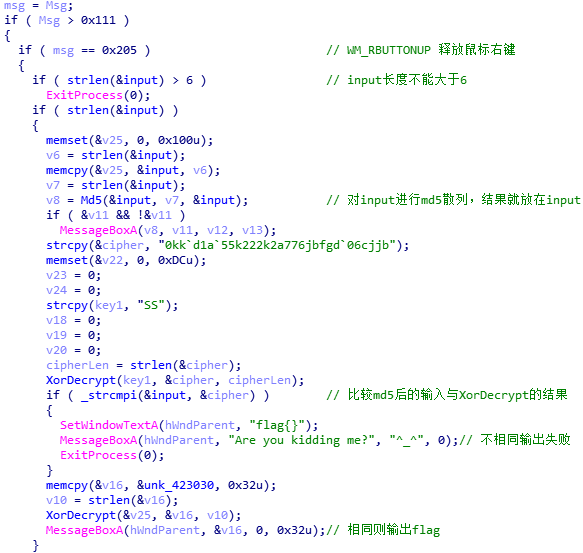 msg = Msg;
if ( Msg > 0x111 )
{
if ( msg == 0x205 ) // WM_RBUTTONUP 释放鼠标右键
{
if ( strlen(&input) > 6 ) // input长度不能大于6
ExitProcess(0);
if ( strlen(&input) )
{
memset(&v25, 0, 0x100u);
v6 = strlen(&input);
memcpy(&v25, &input, v6);
v7 = strlen(&input);
v8 = Md5(&input, v7, &input); // 对input进行md5散列，结果就放在input
if ( &v11 && !&v11 )
MessageBoxA(v8, v11, v12, v13);
strcpy(&cipher, "0kk`d1a`55k222k2a776jbfgd`06cjjb");
memset(&v22, 0, 0xDCu);
v23 = 0;
v24 = 0;
strcpy(key1, "SS");
v18 = 0;
v19 = 0;
v20 = 0;
cipherLen = strlen(&cipher);
XorDecrypt(key1, &cipher, cipherLen);
if ( _strcmpi(&input, &cipher) ) // 比较md5后的输入与XorDecrypt的结果
{
SetWindowTextA(hWndParent, "flag{}");
MessageBoxA(hWndParent, "Are you kidding me?", "^_^", 0);// 不相同输出失败
ExitProcess(0);
}
memcpy(&v16, &unk_423030, 0x32u);
v10 = strlen(&v16);
XorDecrypt(&v25, &v16, v10);
MessageBoxA(hWndParent, &v16, 0, 0x32u);// 相同则输出flag
}